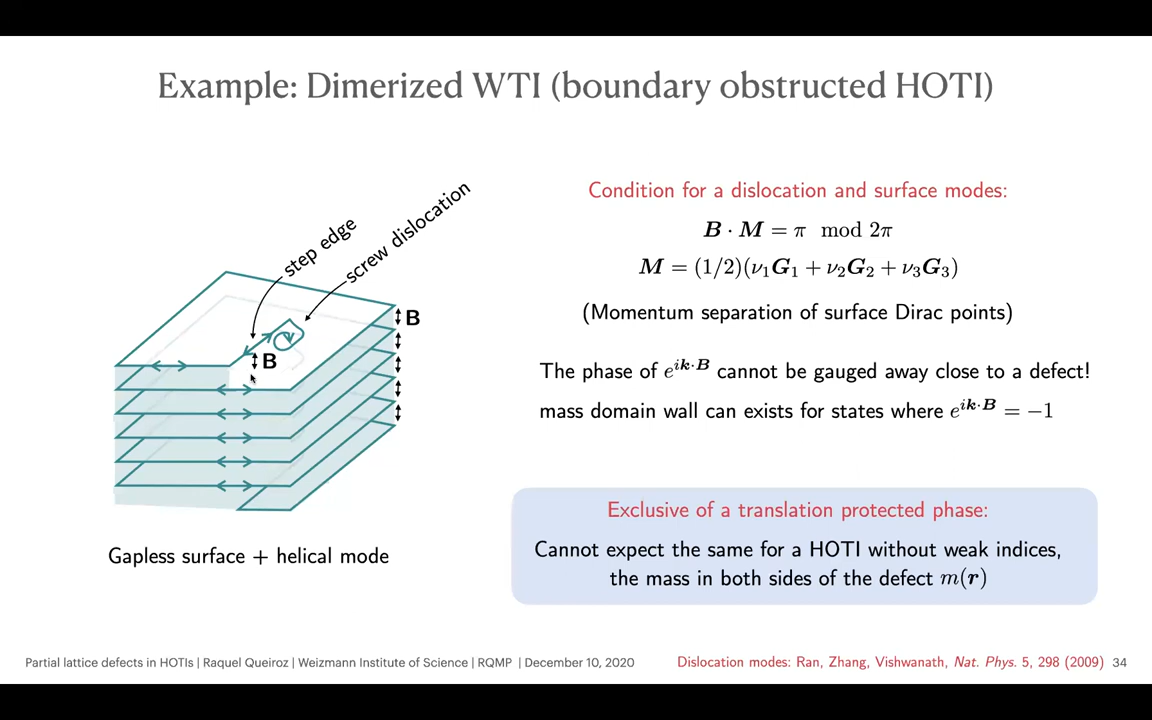 Example: Dimerized WTI (boundary obstructed HOTI)
step edge
screw dislocation
B
B
Gapless surface + helical mode
Condition for a dislocation and surface modes:
B · M = π mod 2π
M = (1/2)(ν₁G₁ + ν₂G₂ + ν₃G₃)
(Momentum separation of surface Dirac points)
The phase of e^{ik·B} cannot be gauged away close to a defect!
mass domain wall can exists for states where e^{ik·B} = −1
Exclusive of a translation protected phase:
Cannot expect the same for a HOTI without weak indices,
the mass in both sides of the defect m(r)
Partial lattice defects in HOTIs | Raquel Queiroz | Weizmann Institute of Science | RQMP | December 10, 2020
Dislocation modes: Ran, Zhang, Vishwanath, Nat. Phys. 5, 298 (2009) 34